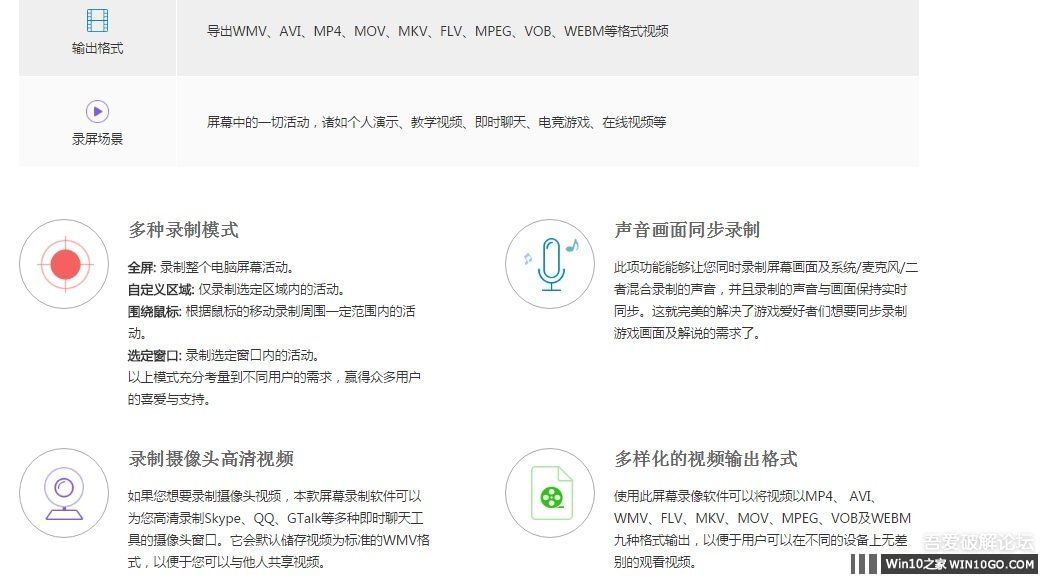 输出格式
导出WMV、AVI、MP4、MOV、MKV、FLV、MPEG、VOB、WEBM等格式视频
录屏场景
屏幕中的一切活动，诸如个人演示、教学视频、即时聊天、电竞游戏、在线视频等
多种录制模式
全屏: 录制整个电脑屏幕活动。
自定义区域: 仅录制选定区域内的活动。
围绕鼠标: 根据鼠标的移动录制周围一定范围内的活
动。
选定窗口: 录制选定窗口内的活动。
以上模式充分考量到不同用户的需求，赢得众多用户
的喜爱与支持。
声音画面同步录制
此项功能能够让您同时录制屏幕画面及系统/麦克风/二
者混合录制的声音，并且录制的声音与画面保持实时
同步。这就完美的解决了游戏爱好者们想要同步录制
游戏画面及解说的需求了。
录制摄像头高清视频
如果您想要录制摄像头视频，本款屏幕录制软件可以
为您高清录制Skype、QQ、GTalk等多种即时聊天工
具的摄像头窗口。它会默认储存视频为标准的WMV格
式，以便于您可以与他人共享视频。
多样化的视频输出格式
使用此屏幕录像软件可以将视频以MP4、 AVI、
WMV、FLV、MKV、MOV、MPEG、VOB及WEBM
九种格式输出，以便于用户可以在不同的设备上无差
别的观看视频。
吾爱破解论坛
Win10之家 WIN10GO.COM